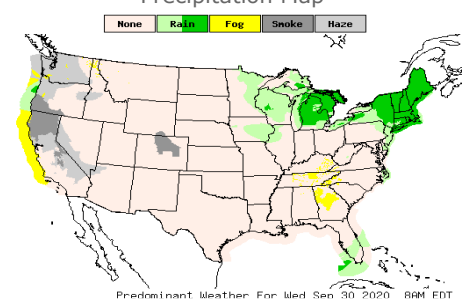 Precipitation Map
None Rain Fog Smoke Haze
Predominant Weather For Wed Sep 30 2020 8AM EDT